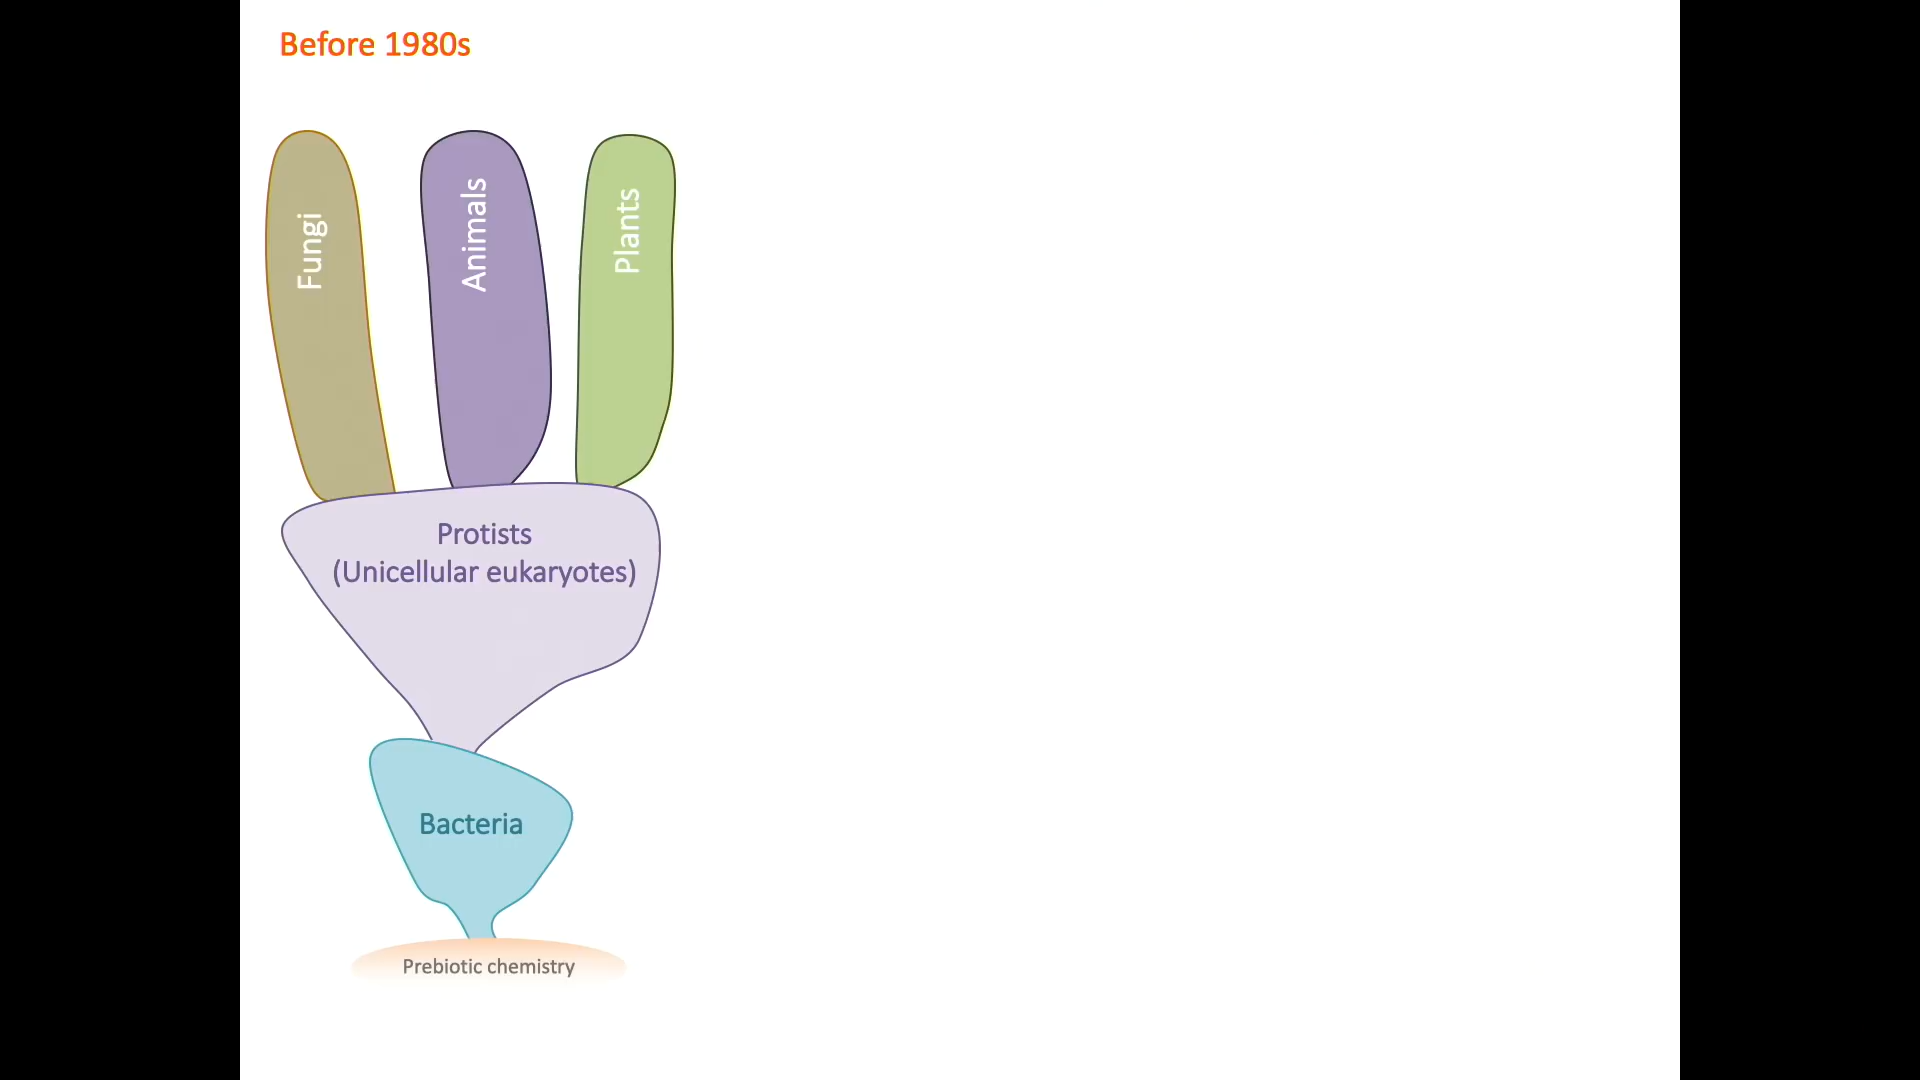 Before 1980s
Fungi
Animals
Plants
Protists
(Unicellular eukaryotes)
Bacteria
Prebiotic chemistry